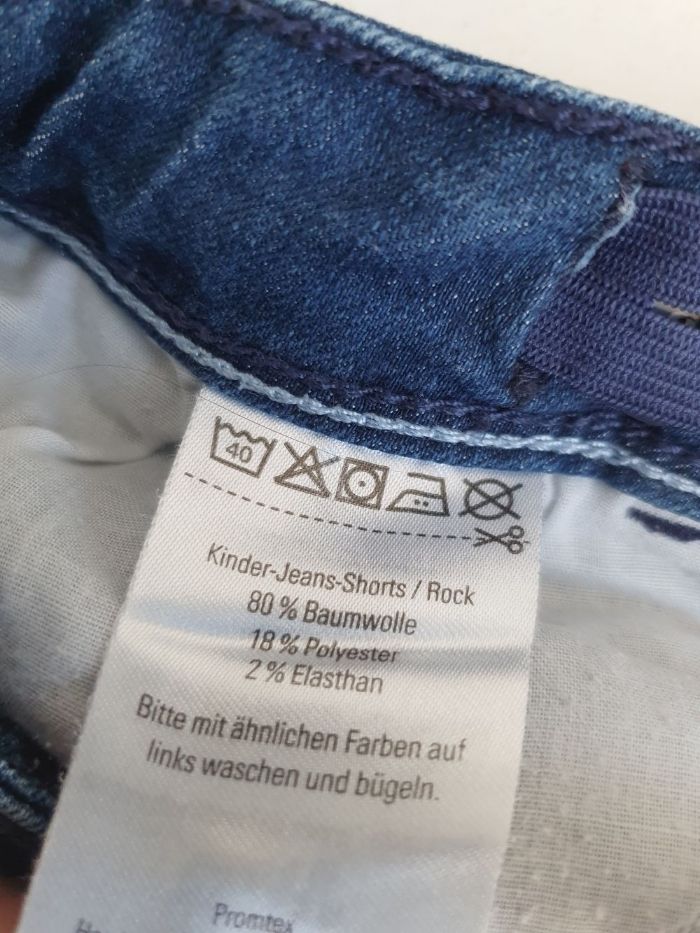 40
Kinder-Jeans-Shorts / Rock
80 % Baumwolle
18 % Polyester
2 % Elasthan
Bitte mit ähnlichen Farben auf
links waschen und bügeln.
Promtex